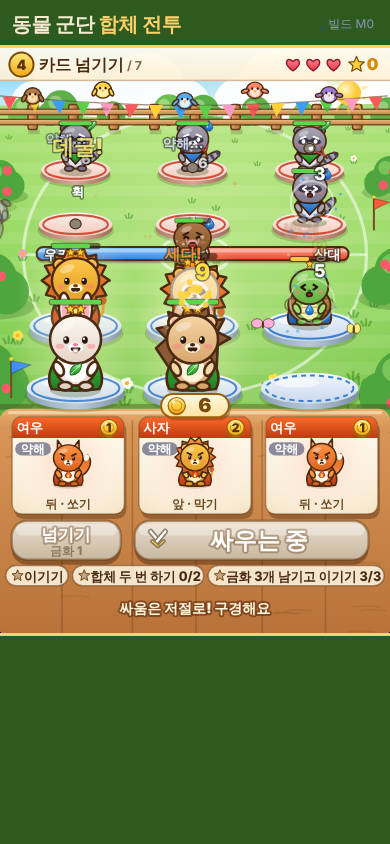 동물 군단 합체 전투
빌드 M0
4 카드 넘기기 / 7
0
약해
데굴!
6
약해
6
3
휙
우리
세다!
상대
9
5
6
여우 1
사자 2
여우 1
약해
약해
약해
뒤 · 쏘기
앞 · 막기
뒤 · 쏘기
넘기기
금화 1
싸우는 중
이기기
합체 두 번 하기 0/2
금화 3개 남기고 이기기 3/3
싸움은 저절로! 구경해요